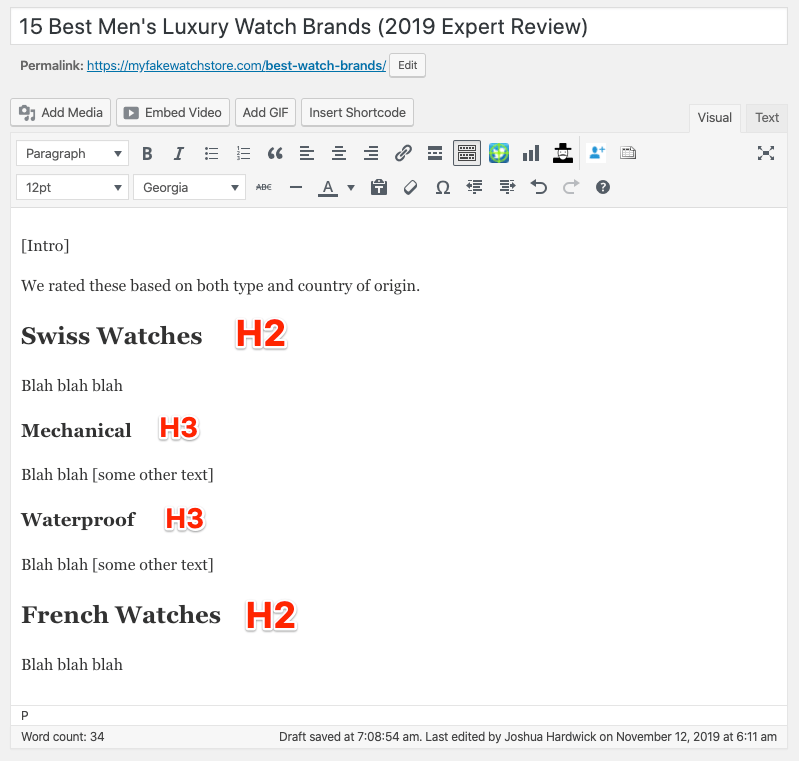 15 Best Men's Luxury Watch Brands (2019 Expert Review)
Permalink: https://myfakewatchstore.com/best-watch-brands/ Edit
Add Media Embed Video Add GIF Insert Shortcode
Visual Text
Paragraph B I
12pt Georgia ABC A Ω
[Intro]
We rated these based on both type and country of origin.
Swiss Watches H2
Blah blah blah
Mechanical H3
Blah blah [some other text]
Waterproof H3
Blah blah [some other text]
French Watches H2
Blah blah blah
P
Word count: 34 Draft saved at 7:08:54 am. Last edited by Joshua Hardwick on November 12, 2019 at 6:11 am